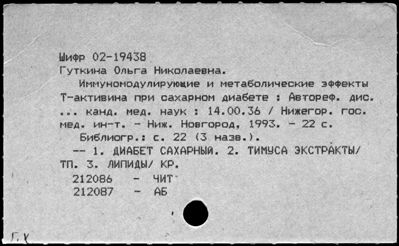 Шифр 02-19438
Гуткина Ольга Николаевна.
Иммуномодулирующие и метаболические эффекты
Т-активина при сахарном диабете : Автореф. дис.
... канд. мед. наук : 14.00.36 / Нижегор. гос.
мед. ин-т. - Ниж. Новгород, 1993. - 22 с.
Библиогр.: с. 22 (3 назв.).
-- 1. ДИАБЕТ САХАРНЫЙ. 2. ТИМУСА ЭКСТРАКТЫ/
ТП. 3. ЛИПИДЫ/ КР.
212086 - ЧИТ
212087 - АБ